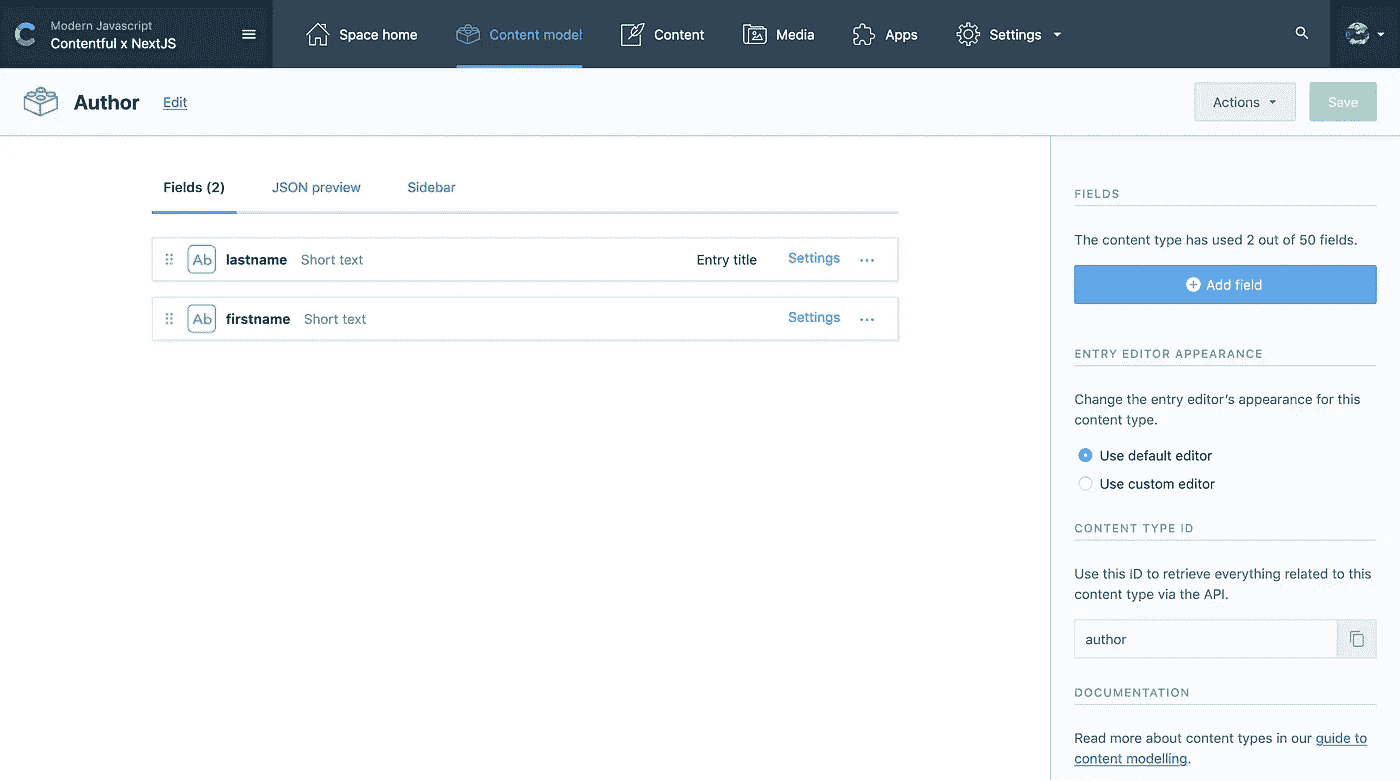 Modern Javascript
Contentful x NextJS
Space home
Content model
Content
Media
Apps
Settings
Author Edit
Actions
Save
Fields (2) JSON preview Sidebar
Ab lastname Short text Entry title Settings ...
Ab firstname Short text Settings ...
FIELDS
The content type has used 2 out of 50 fields.
Add field
ENTRY EDITOR APPEARANCE
Change the entry editor's appearance for this
content type.
Use default editor
Use custom editor
CONTENT TYPE ID
Use this ID to retrieve everything related to this
content type via the API.
author
DOCUMENTATION
Read more about content types in our guide to
content modelling.